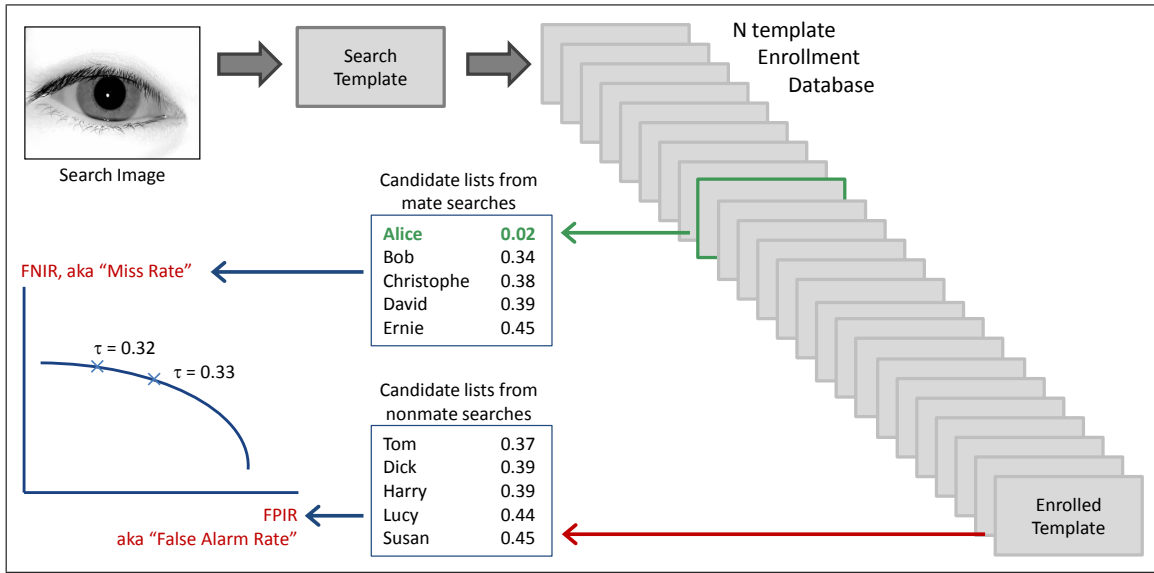 Search Image
Search
Template
N template
Enrollment
Database
Candidate lists from
mate searches
Alice 0.02
Bob 0.34
Christophe 0.38
David 0.39
Ernie 0.45
FNIR, aka “Miss Rate”
τ = 0.32
τ = 0.33
Candidate lists from
nonmate searches
Tom 0.37
Dick 0.39
Harry 0.39
Lucy 0.44
Susan 0.45
FPIR
aka “False Alarm Rate”
Enrolled
Template